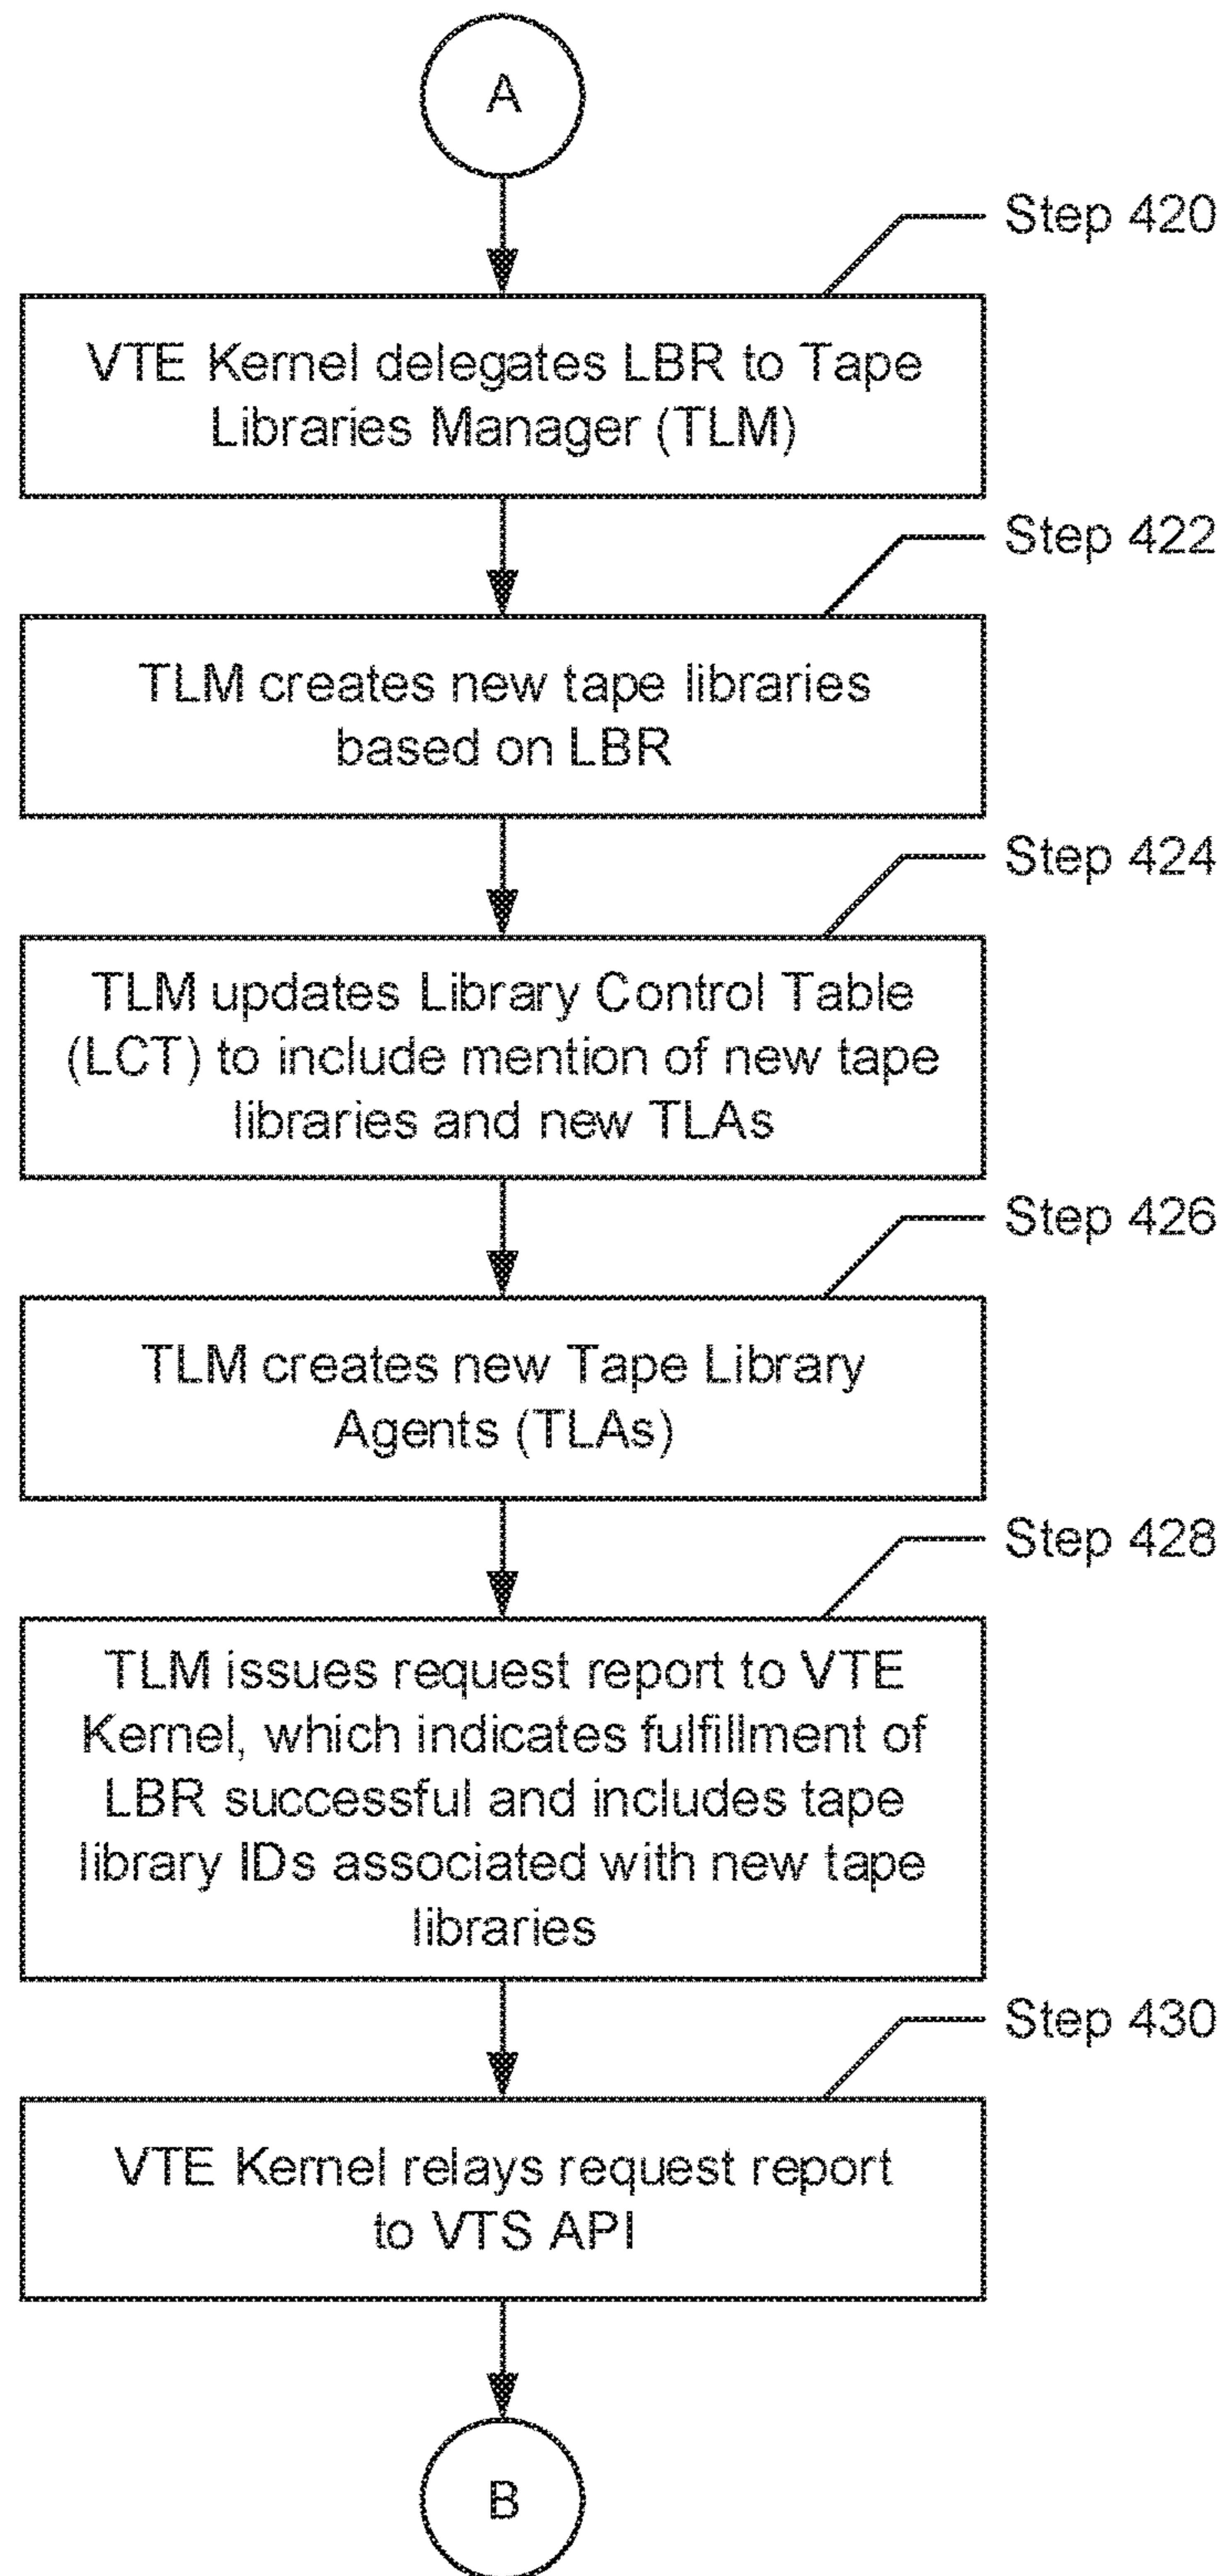 A
Step 420
VTE Kernel delegates LBR to Tape
Libraries Manager (TLM)
Step 422
TLM creates new tape libraries
based on LBR
Step 424
TLM updates Library Control Table
(LCT) to include mention of new tape
libraries and new TLAs
Step 426
TLM creates new Tape Library
Agents (TLAs)
Step 428
TLM issues request report to VTE
Kernel, which indicates fulfillment of
LBR successful and includes tape
library IDs associated with new tape
libraries
Step 430
VTE Kernel relays request report
to VTS API
B